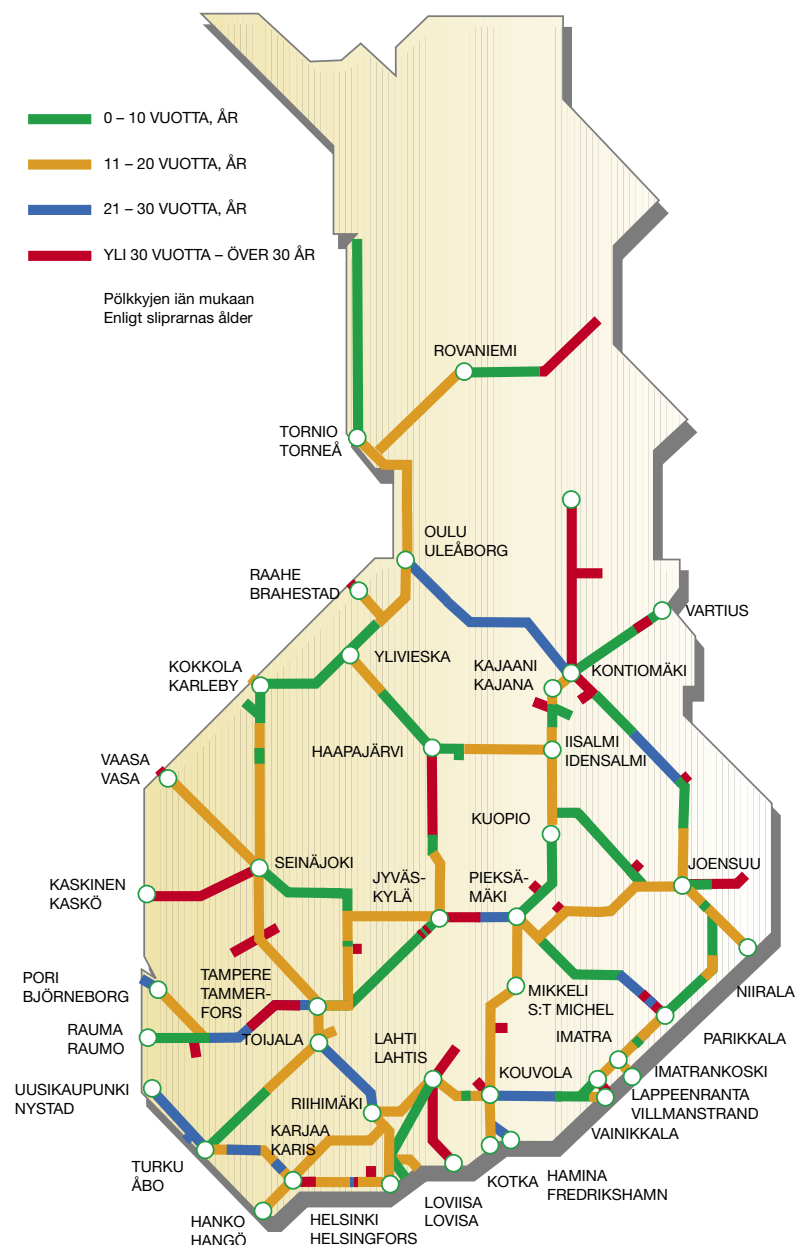 0 – 10 VUOTTA, ÅR
11 – 20 VUOTTA, ÅR
21 – 30 VUOTTA, ÅR
YLI 30 VUOTTA – ÖVER 30 ÅR
Pölkkyjen iän mukaan
Enligt sliprarnas ålder
ROVANIEMI
TORNIO
TORNEÅ
OULU
ULEÅBORG
RAAHE
BRAHESTAD
VARTIUS
YLIVIESKA
KOKKOLA
KARLEBY
KAJAANI
KAJANA
KONTIOMÄKI
HAAPAJÄRVI
IISALMI
IDENSALMI
VAASA
VASA
KUOPIO
SEINÄJOKI
JOENSUU
KASKINEN
KASKÖ
JYVÄS-
KYLÄ
PIEKSÄ-
MÄKI
PORI
BJÖRNEBORG
TAMPERE
TAMMER-
FORS
MIKKELI
S:T MICHEL
NIIRALA
RAUMA
RAUMO
TOIJALA
LAHTI
LAHTIS
IMATRA
PARIKKALA
KOUVOLA
IMATRANKOSKI
UUSIKAUPUNKI
NYSTAD
RIIHIMÄKI
LAPPEENRANTA
VILLMANSTRAND
VAINIKKALA
KARJAA
KARIS
TURKU
ÅBO
KOTKA
HAMINA
FREDRIKSHAMN
LOVIISA
LOVISA
HANKO
HANGÖ
HELSINKI
HELSINGFORS